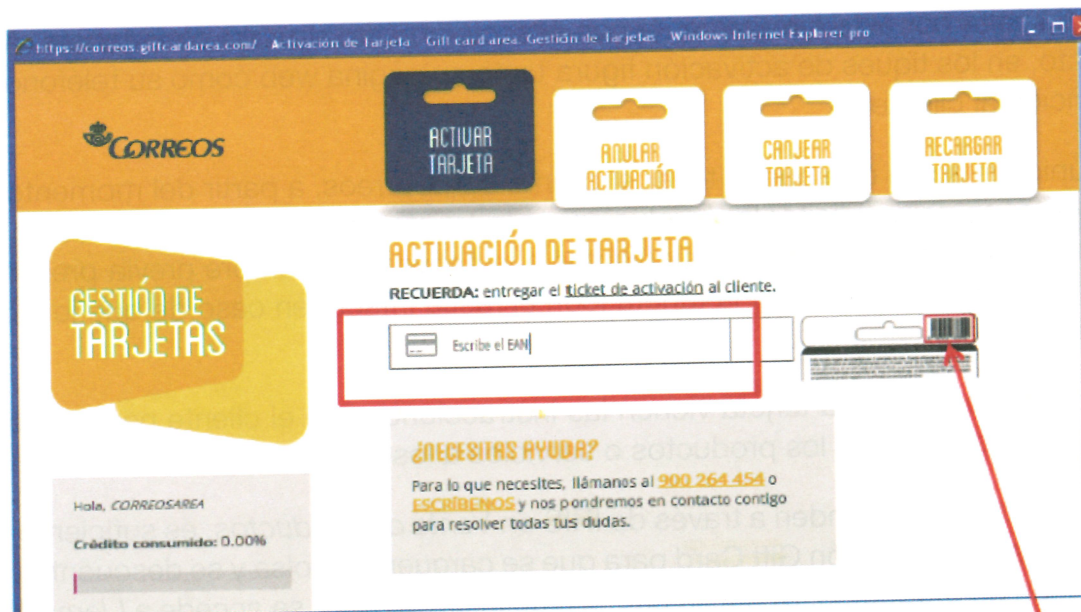 https://correos.giftcardarea.com/ Activación de Tarjeta Gift card area. Gestión de Tarjetas Windows Internet Explorer pro
CORREOS
ACTIVAR
TARJETA
ANULAR
ACTIVACIÓN
CANJEAR
TARJETA
RECARGAR
TARJETA
GESTIÓN DE
TARJETAS
ACTIVACIÓN DE TARJETA
RECUERDA: entregar el ticket de activación al cliente.
Escribe el EAN
¿NECESITAS AYUDA?
Para lo que necesites, llámanos al 900 264 454 o
ESCRÍBENOS y nos pondremos en contacto contigo
para resolver todas tus dudas.
Hola, CORREOSAREA
Crédito consumido: 0.00%